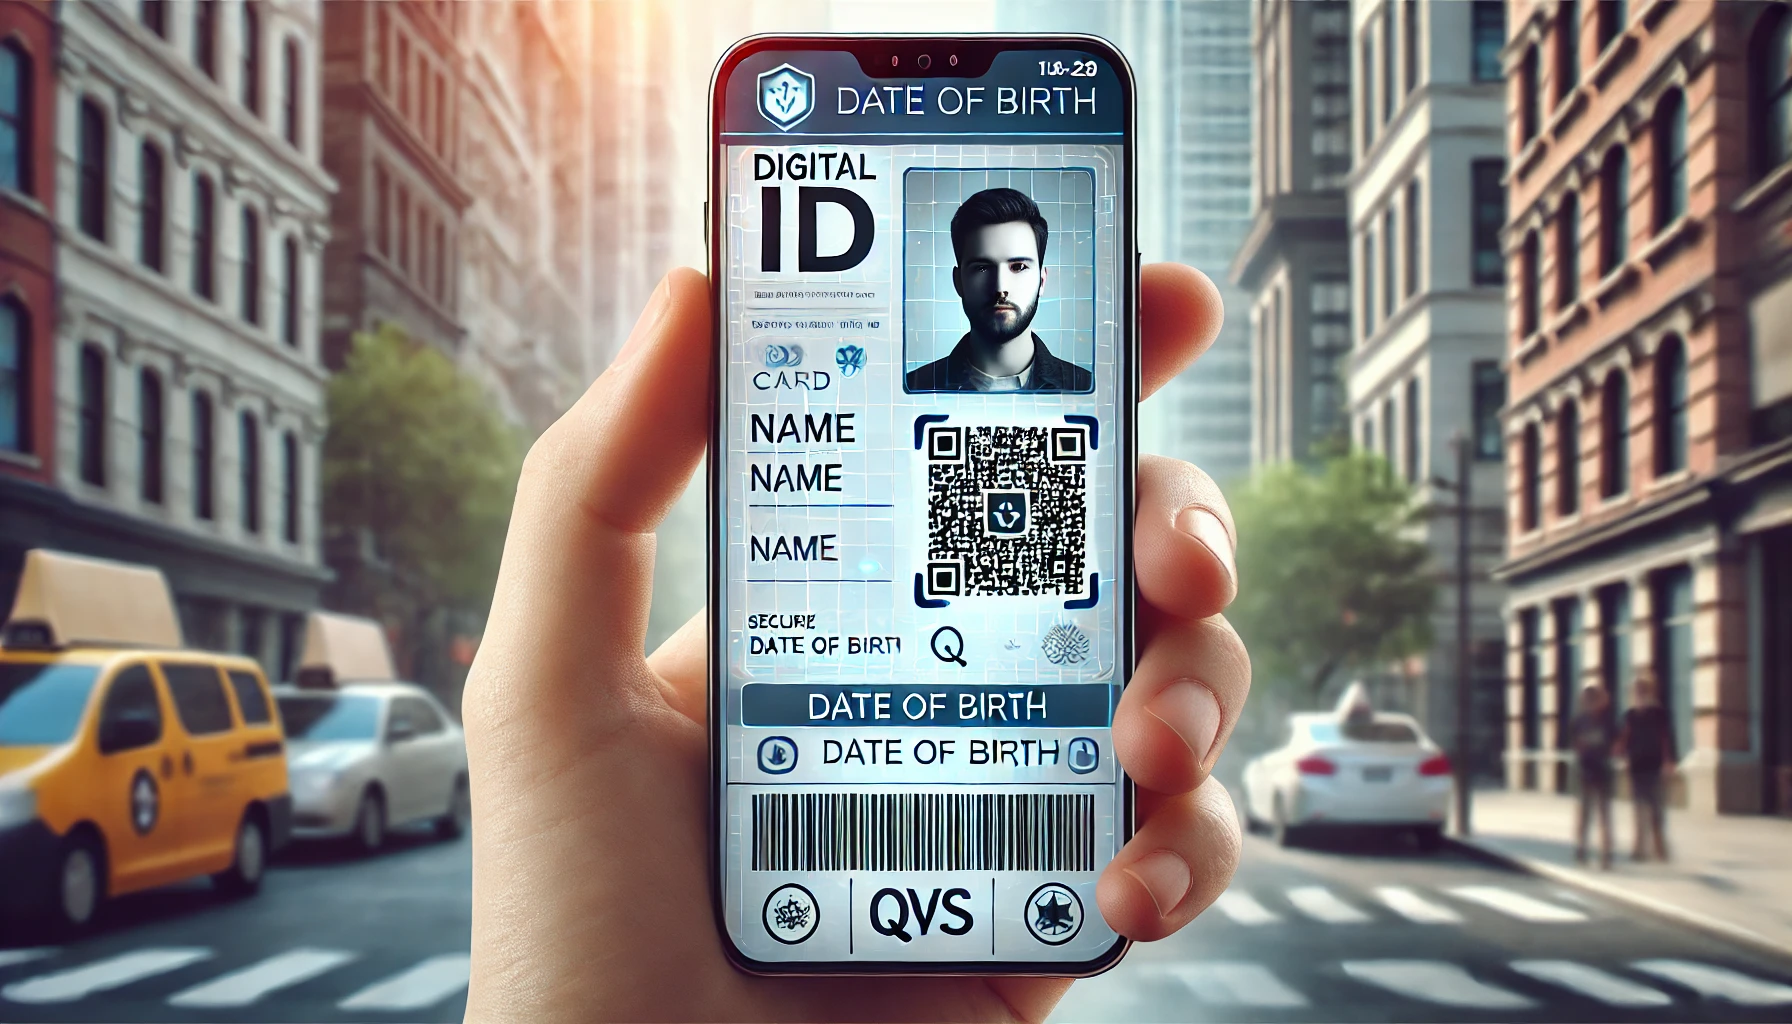 DATE OF BIRTH
DIGITAL
ID
CARD
NAME
NAME
NAME
SECURE
DATE OF BIRTI
Q
DATE OF BIRTH
DATE OF BIRTH
QVS